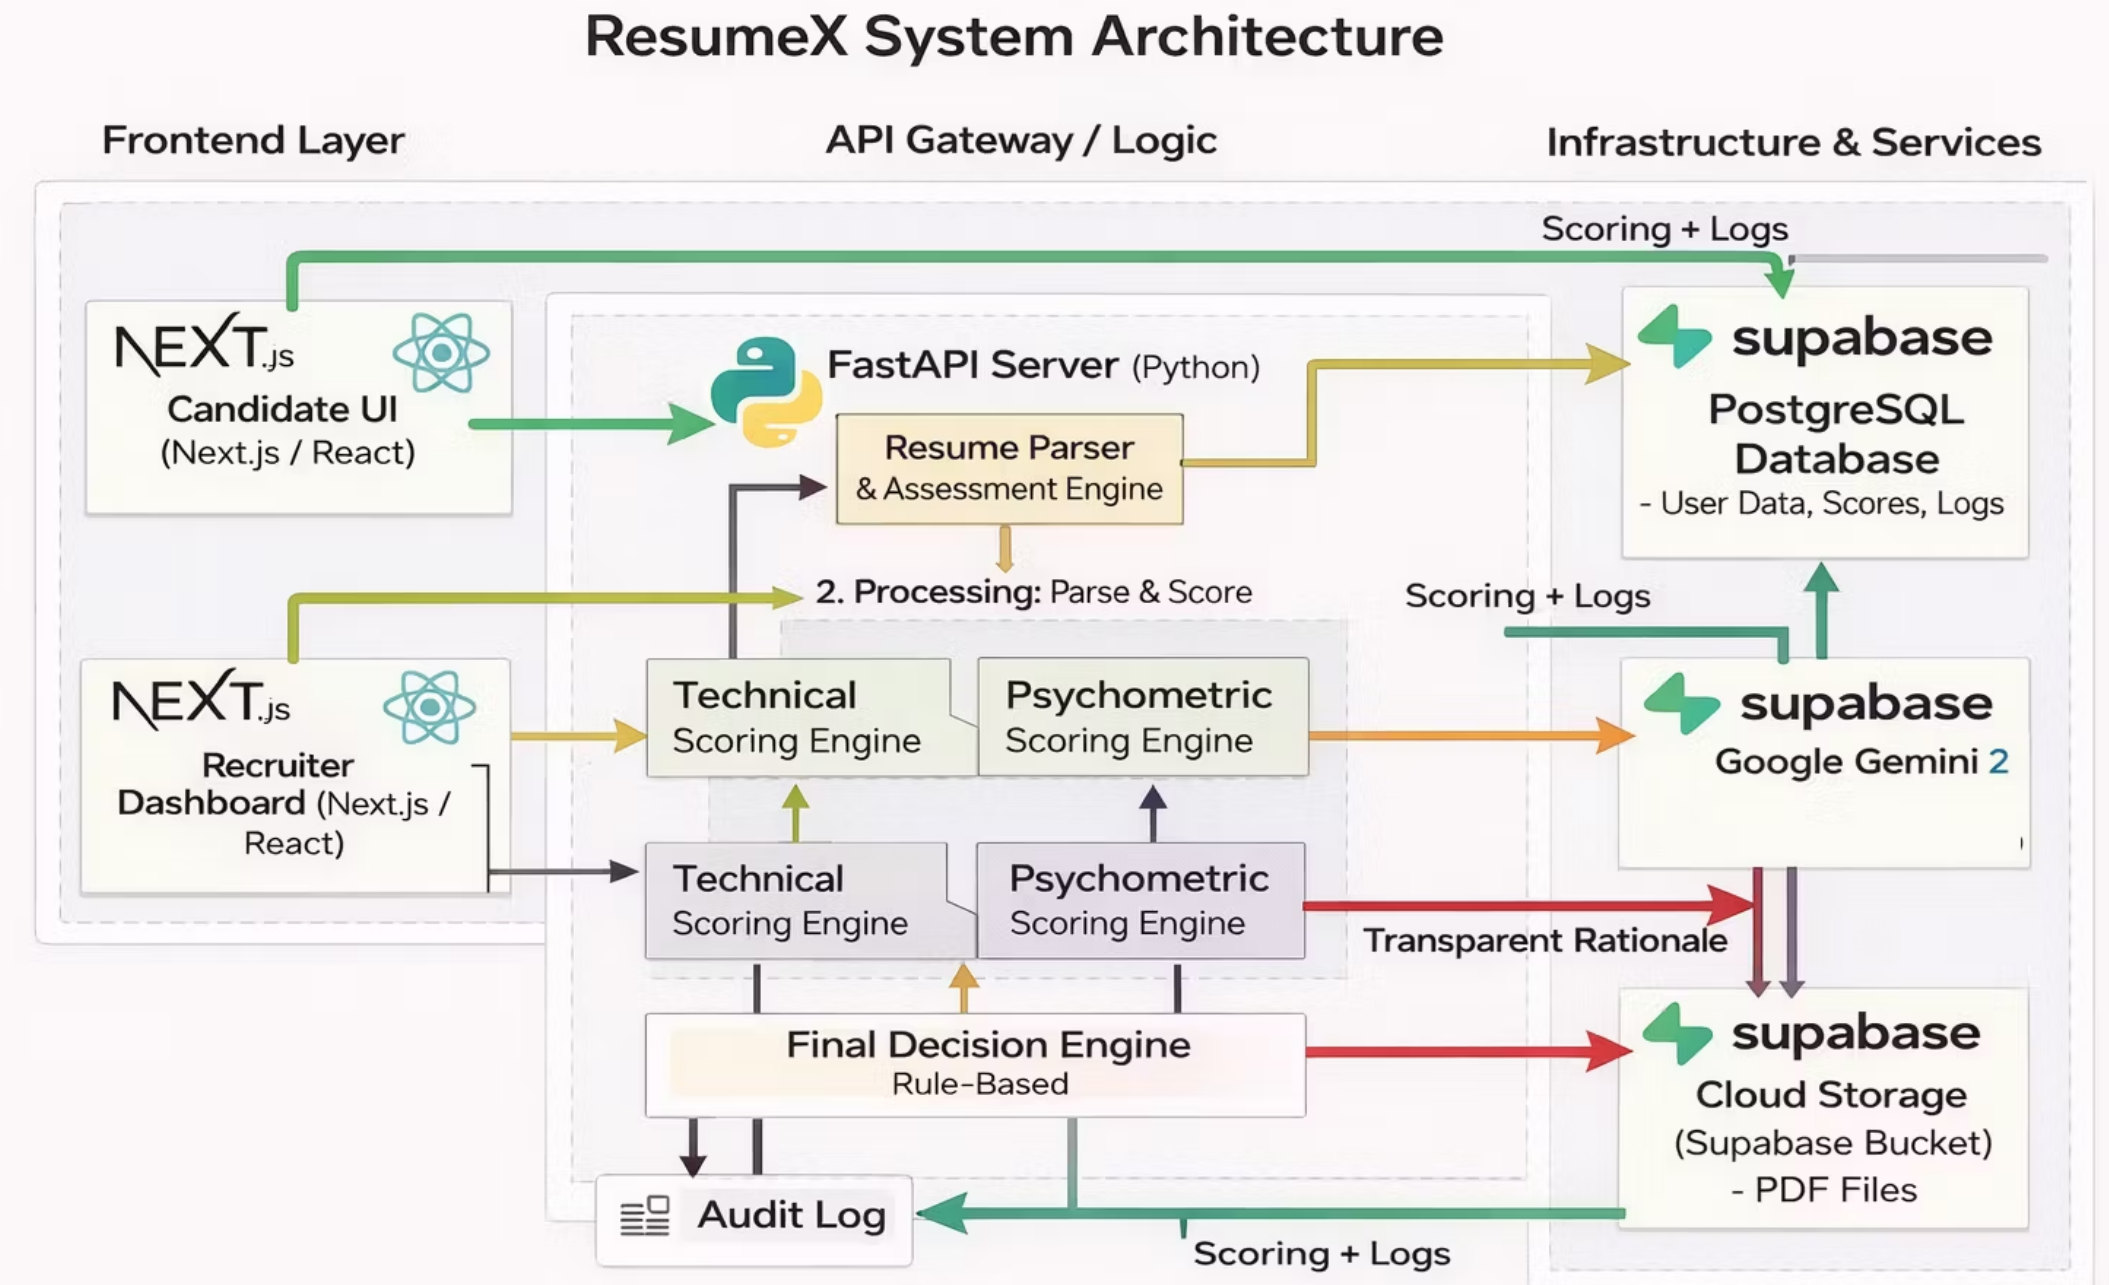 ResumeX System Architecture
Frontend Layer
API Gateway / Logic
Infrastructure & Services
Scoring + Logs
NEXT.js
Candidate UI
(Next.js / React)
FastAPI Server (Python)
Resume Parser
& Assessment Engine
supabase
PostgreSQL
Database
- User Data, Scores, Logs
2. Processing: Parse & Score
Scoring + Logs
NEXT.js
Recruiter
Dashboard (Next.js /
React)
Technical
Scoring Engine
Psychometric
Scoring Engine
supabase
Google Gemini 2
Technical
Scoring Engine
Psychometric
Scoring Engine
Transparent Rationale
Final Decision Engine
Rule-Based
supabase
Cloud Storage
(Supabase Bucket)
- PDF Files
Audit Log
Scoring + Logs